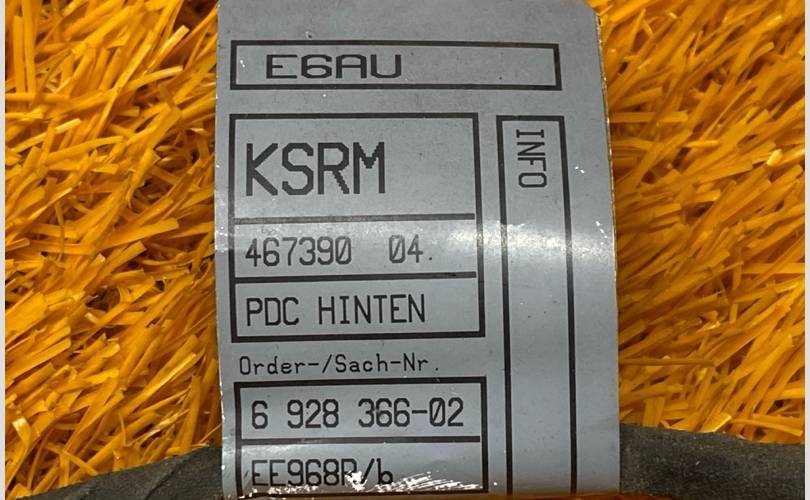 E6AU
KSRM
INFO
467390 04.
PDC HINTEN
Order-/Sach-Nr.
6 928 366-02
EE968R/b